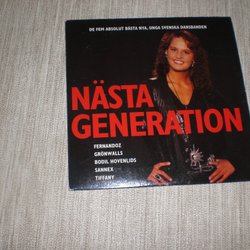 DE FEM ABSOLUT BÄSTA NYA, UNGA SVENSKA DANSBANDEN
NÄSTA
GENERATION
FERNANDOZ
GRÖNWALLS
BODIL HOVENLIDS
SANNEX
TIFFANY